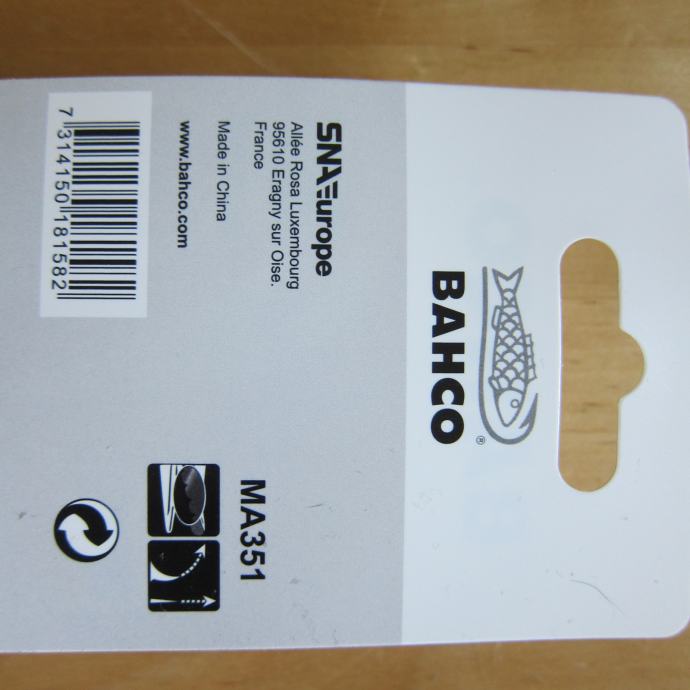 BAHCO®
SNA Europe
Allée Rosa Luxembourg
95610 Eragny sur Oise.
France
Made in China
www.bahco.com
7 314150 181582
MA351